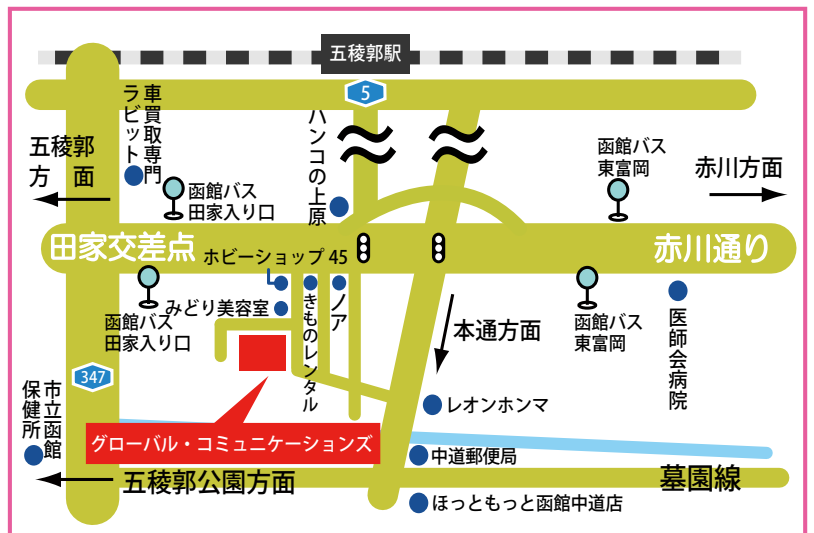 五稜郭駅
5
車買取専門
ラビット
ハンコの上原
五稜郭
方 面
函館バス
田家入り口
函館バス
東富岡
赤川方面
田家交差点
ホビーショップ 45
赤川通り
みどり美容室
きものレンタル
ノア
函館バス
田家入り口
本通方面
函館バス
東富岡
医師会病院
347
市立函館
保健所
レオンホンマ
グローバル・コミュニケーションズ
中道郵便局
五稜郭公園方面
墓園線
ほっともっと函館中道店